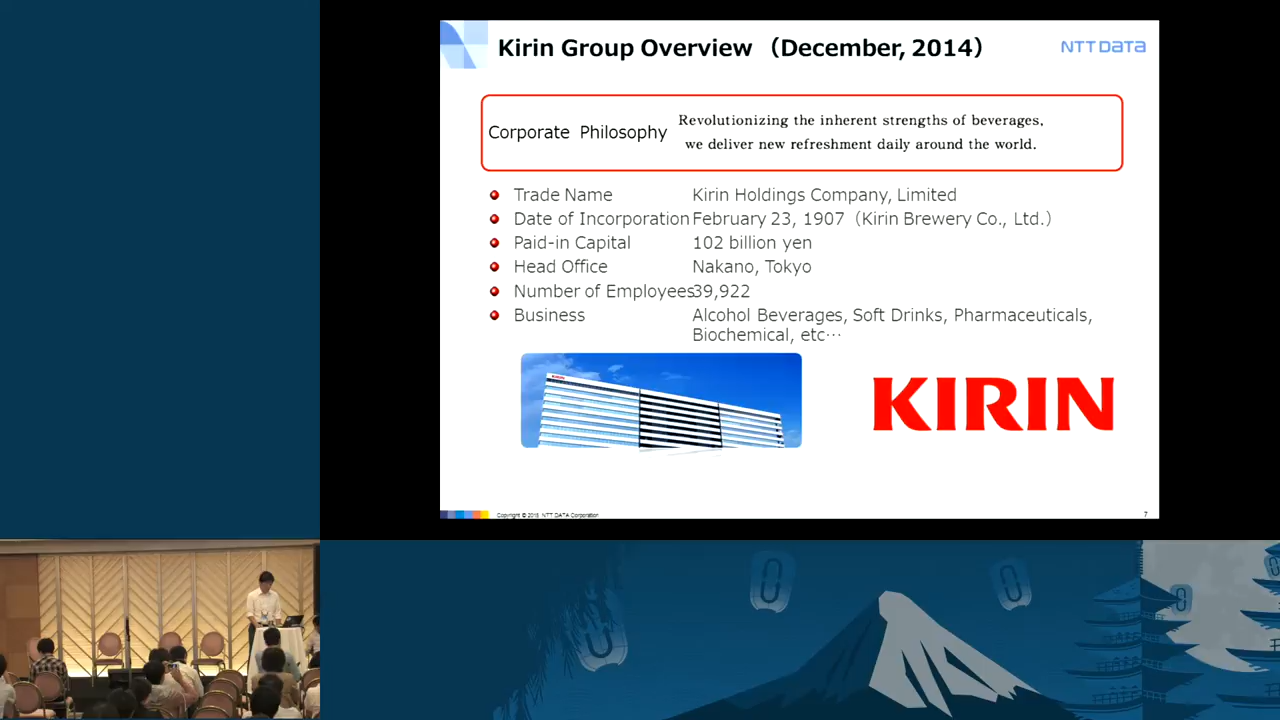 Kirin Group Overview （December, 2014）
NTT DATA
Corporate Philosophy
Revolutionizing the inherent strengths of beverages,
we deliver new refreshment daily around the world.
Trade Name Kirin Holdings Company, Limited
Date of Incorporation February 23, 1907（Kirin Brewery Co., Ltd.）
Paid-in Capital 102 billion yen
Head Office Nakano, Tokyo
Number of Employees 39,922
Business Alcohol Beverages, Soft Drinks, Pharmaceuticals,
Biochemical, etc…
KIRIN
KIRIN
Copyright © 2015 NTT DATA Corporation
7